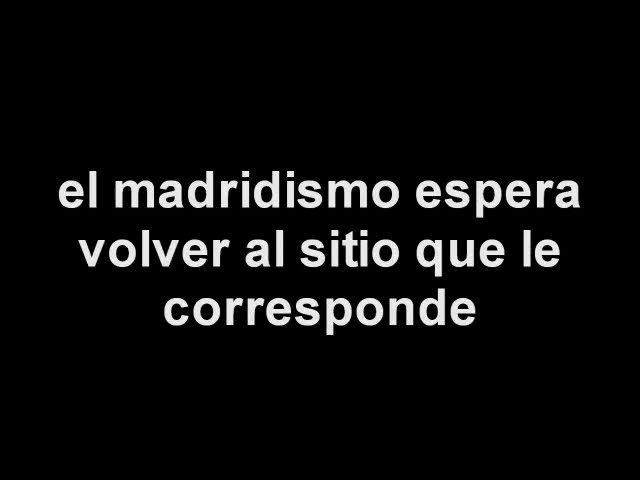 el madridismo espera
volver al sitio que le
corresponde